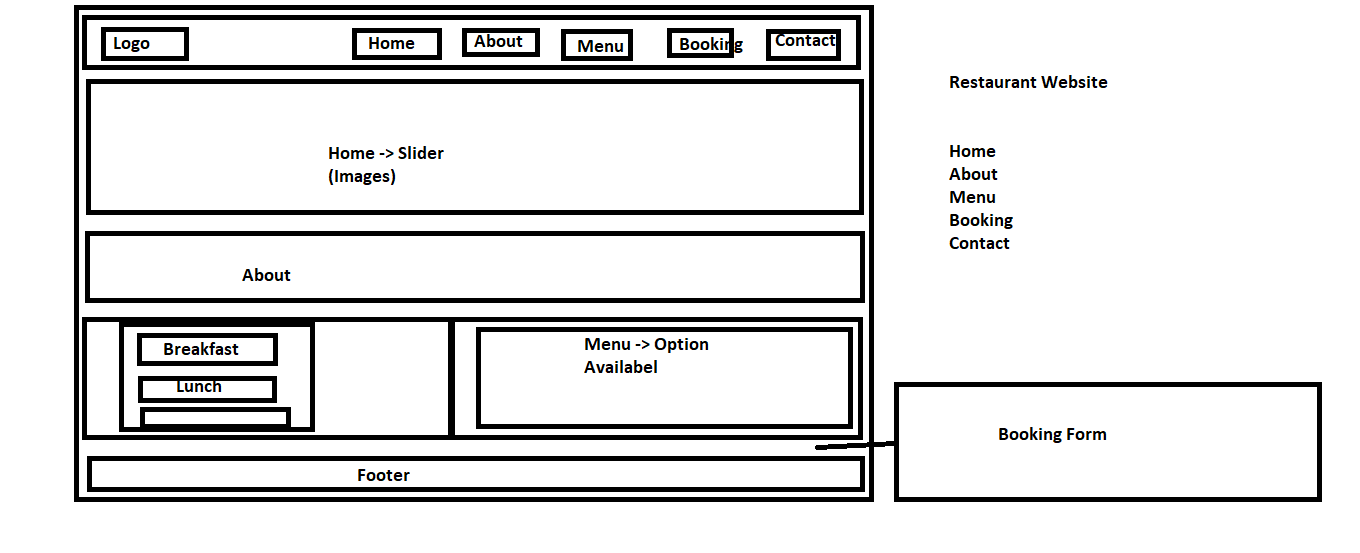 Logo
Home
About
Menu
Booking
Contact
Restaurant Website
Home -> Slider
(Images)
Home
About
Menu
Booking
Contact
About
Breakfast
Lunch
Menu -> Option
Availabel
Booking Form
Footer